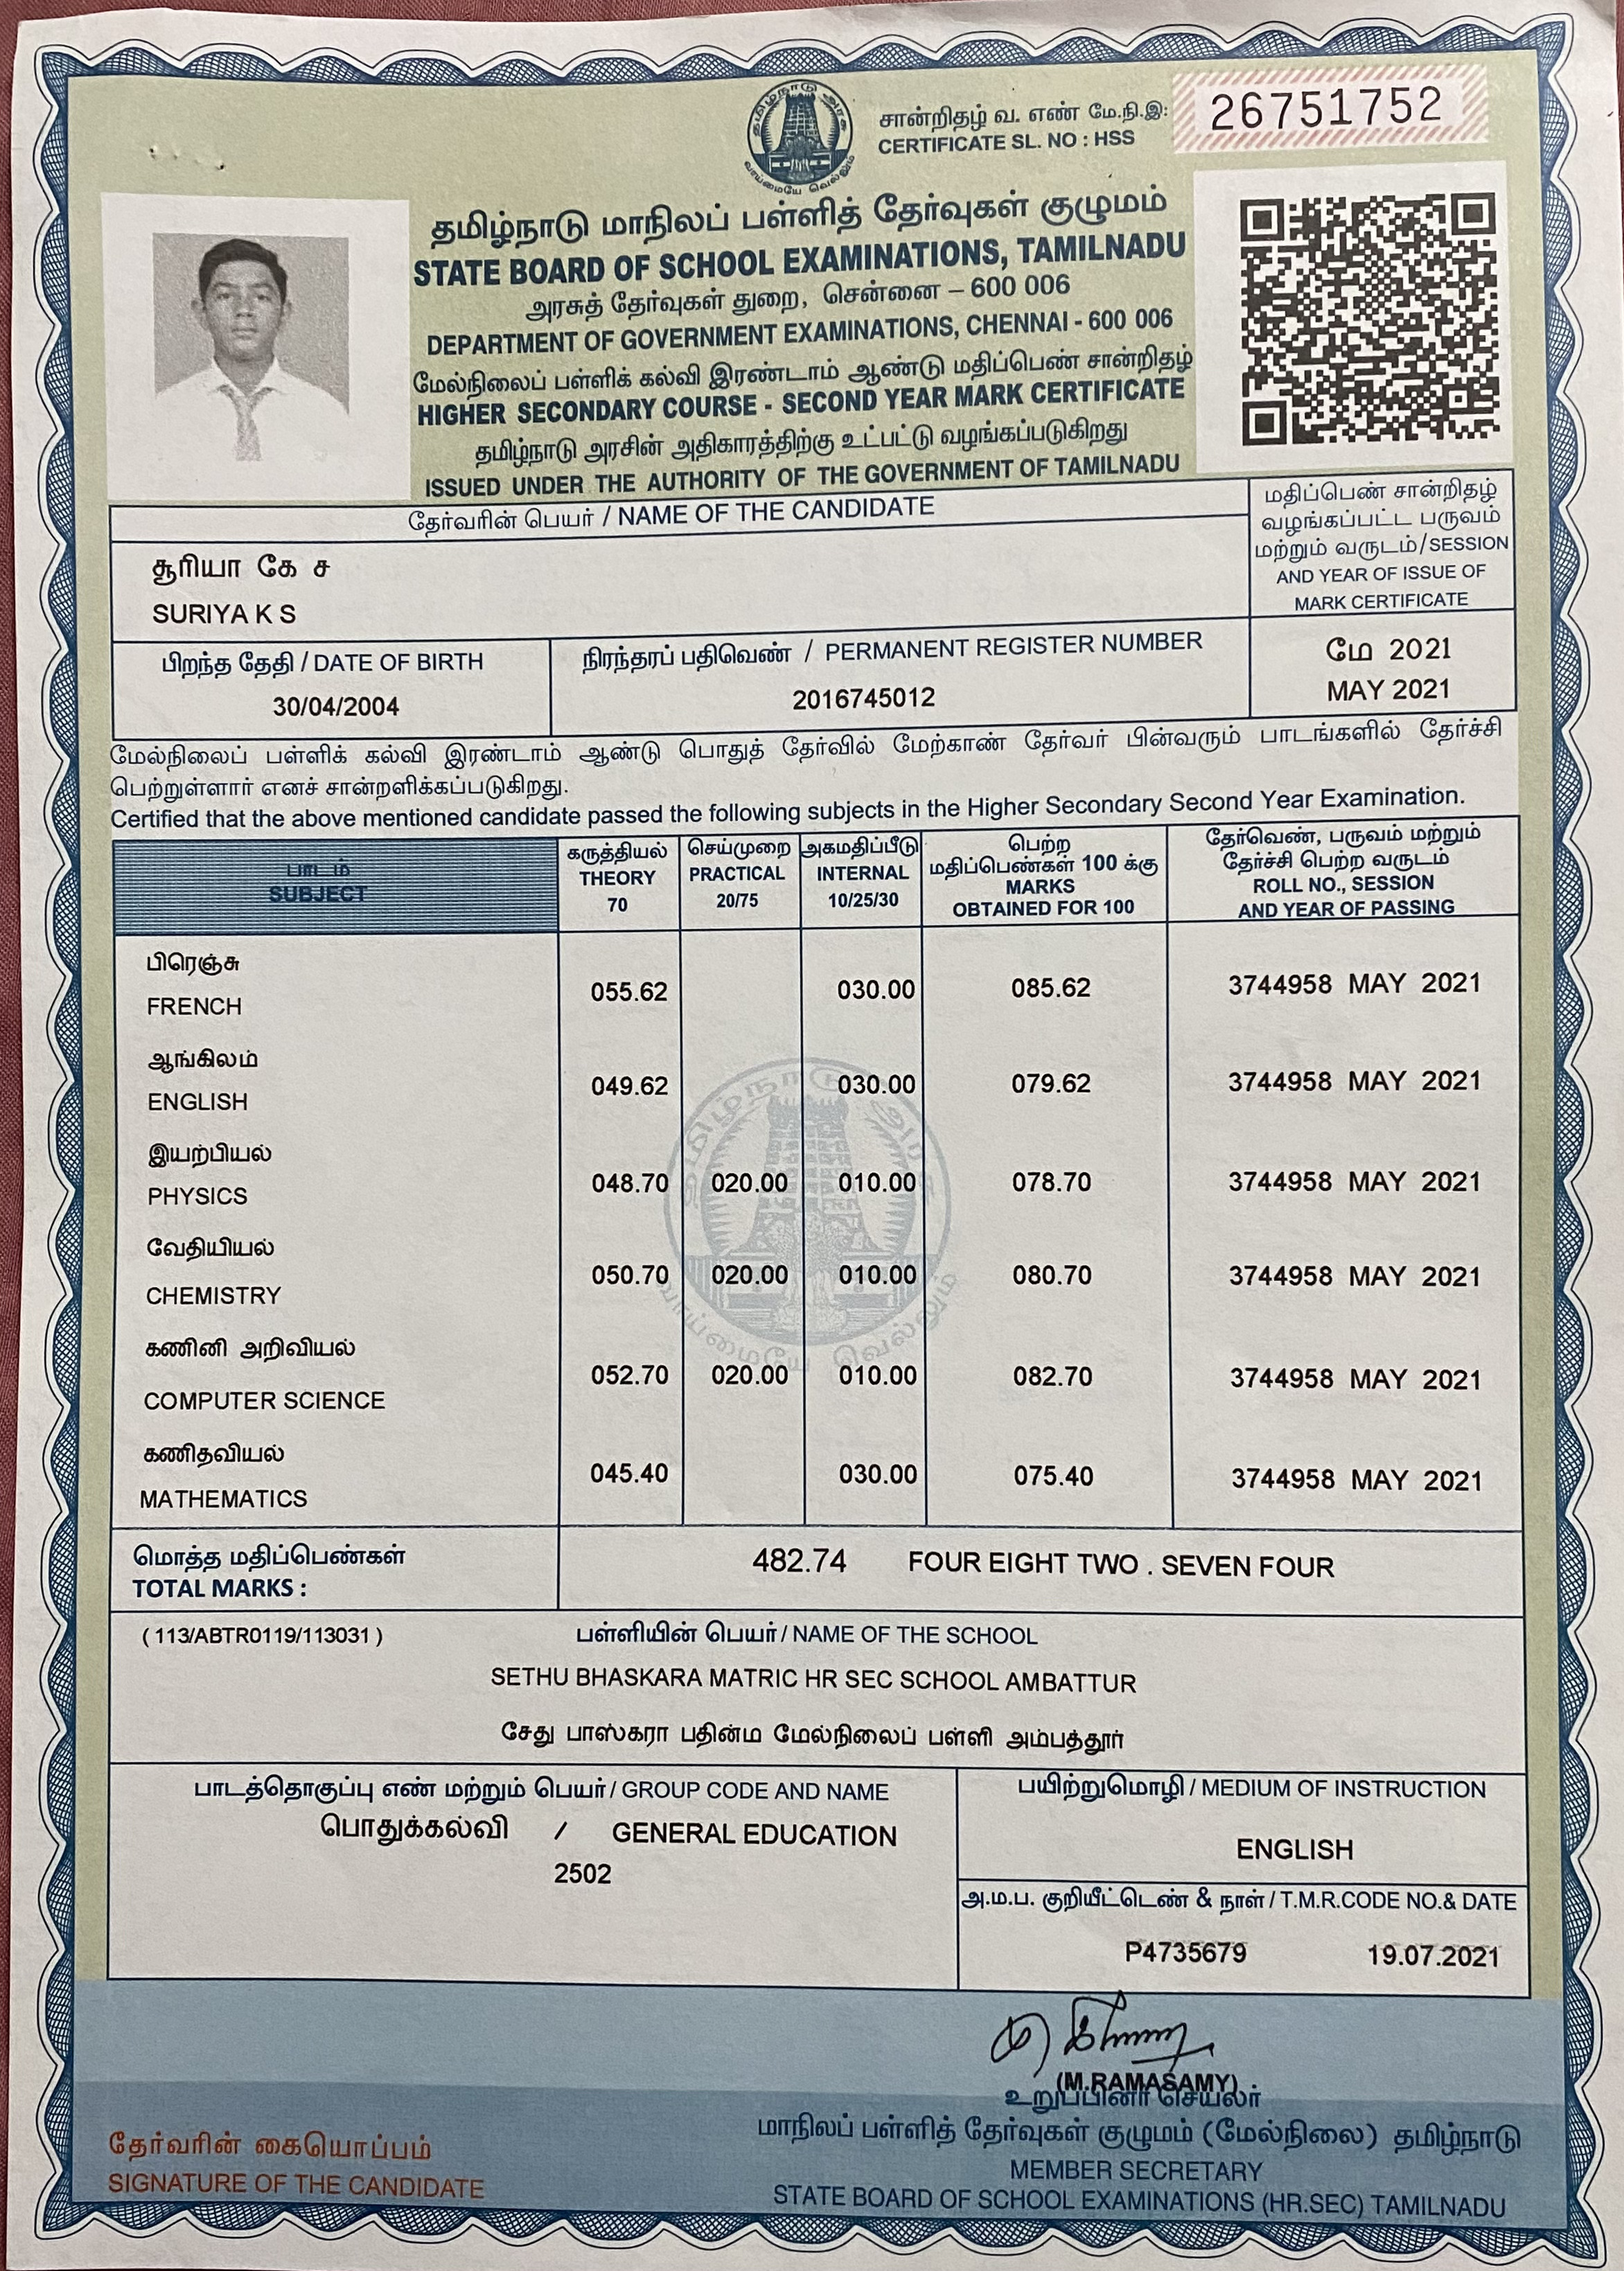 தமிழ்நாடு அரசு
வாய்மையே வெல்லும்
சான்றிதழ் வ. எண் மே.நி.இ:
CERTIFICATE SL. NO : HSS
26751752
தமிழ்நாடு மாநிலப் பள்ளித் தேர்வுகள் குழுமம்
STATE BOARD OF SCHOOL EXAMINATIONS, TAMILNADU
அரசுத் தேர்வுகள் துறை, சென்னை – 600 006
DEPARTMENT OF GOVERNMENT EXAMINATIONS, CHENNAI - 600 006
மேல்நிலைப் பள்ளிக் கல்வி இரண்டாம் ஆண்டு மதிப்பெண் சான்றிதழ்
HIGHER SECONDARY COURSE - SECOND YEAR MARK CERTIFICATE
தமிழ்நாடு அரசின் அதிகாரத்திற்கு உட்பட்டு வழங்கப்படுகிறது
ISSUED UNDER THE AUTHORITY OF THE GOVERNMENT OF TAMILNADU
தேர்வரின் பெயர் / NAME OF THE CANDIDATE
சூரியா கே ச
SURIYA K S
மதிப்பெண் சான்றிதழ்
வழங்கப்பட்ட பருவம்
மற்றும் வருடம்/SESSION
AND YEAR OF ISSUE OF
MARK CERTIFICATE
மே 2021
MAY 2021
பிறந்த தேதி / DATE OF BIRTH
30/04/2004
நிரந்தரப் பதிவெண் / PERMANENT REGISTER NUMBER
2016745012
மேல்நிலைப் பள்ளிக் கல்வி இரண்டாம் ஆண்டு பொதுத் தேர்வில் மேற்காண் தேர்வர் பின்வரும் பாடங்களில் தேர்ச்சி
பெற்றுள்ளார் எனச் சான்றளிக்கப்படுகிறது.
Certified that the above mentioned candidate passed the following subjects in the Higher Secondary Second Year Examination.
பாடம்
SUBJECT
கருத்தியல்
THEORY
70
செய்முறை
PRACTICAL
20/75
அகமதிப்பீடு
INTERNAL
10/25/30
பெற்ற
மதிப்பெண்கள் 100 க்கு
MARKS
OBTAINED FOR 100
தேர்வெண், பருவம் மற்றும்
தேர்ச்சி பெற்ற வருடம்
ROLL NO., SESSION
AND YEAR OF PASSING
பிரெஞ்சு
FRENCH
055.62 030.00 085.62 3744958 MAY 2021
ஆங்கிலம்
ENGLISH
049.62 030.00 079.62 3744958 MAY 2021
இயற்பியல்
PHYSICS
048.70 020.00 010.00 078.70 3744958 MAY 2021
வேதியியல்
CHEMISTRY
050.70 020.00 010.00 080.70 3744958 MAY 2021
கணினி அறிவியல்
COMPUTER SCIENCE
052.70 020.00 010.00 082.70 3744958 MAY 2021
கணிதவியல்
MATHEMATICS
045.40 030.00 075.40 3744958 MAY 2021
தமிழ்நாடு அரசு
வாய்மையே வெல்லும்
மொத்த மதிப்பெண்கள்
TOTAL MARKS :
482.74 FOUR EIGHT TWO . SEVEN FOUR
( 113/ABTR0119/113031 )
பள்ளியின் பெயர் / NAME OF THE SCHOOL
SETHU BHASKARA MATRIC HR SEC SCHOOL AMBATTUR
சேது பாஸ்கரா பதின்ம மேல்நிலைப் பள்ளி அம்பத்தூர்
பாடத்தொகுப்பு எண் மற்றும் பெயர் / GROUP CODE AND NAME
பொதுக்கல்வி / GENERAL EDUCATION
2502
பயிற்றுமொழி / MEDIUM OF INSTRUCTION
ENGLISH
அ.ம.ப. குறியீட்டெண் & நாள் / T.M.R.CODE NO.& DATE
P4735679 19.07.2021
(M.RAMASAMY)
உறுப்பினர் செயலர்
மாநிலப் பள்ளித் தேர்வுகள் குழுமம் (மேல்நிலை) தமிழ்நாடு
MEMBER SECRETARY
STATE BOARD OF SCHOOL EXAMINATIONS (HR.SEC) TAMILNADU
தேர்வரின் கையொப்பம்
SIGNATURE OF THE CANDIDATE